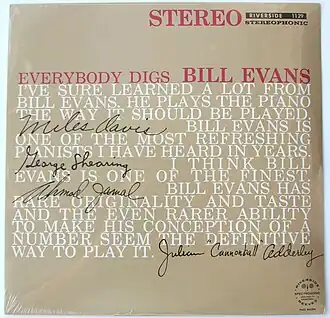 STEREO
RIVERSIDE 1129
STEREOPHONIC
EVERYBODY DIGS BILL EVANS
I'VE SURE LEARNED A LOT FROM
BILL EVANS. HE PLAYS THE PIANO
THE WAY IT SHOULD BE PLAYED.
Miles Davis BILL EVANS IS
ONE OF THE MOST REFRESHING
PIANISTS I HAVE HEARD IN YEARS.
George Shearing I THINK BILL
EVANS IS ONE OF THE FINEST.
Ahmad Jamal BILL EVANS HAS
RARE ORIGINALITY AND TASTE
AND THE EVEN RARER ABILITY
TO MAKE HIS CONCEPTION OF A
NUMBER SEEM THE DEFINITIVE
WAY TO PLAY IT. Julian "Cannonball" Adderley